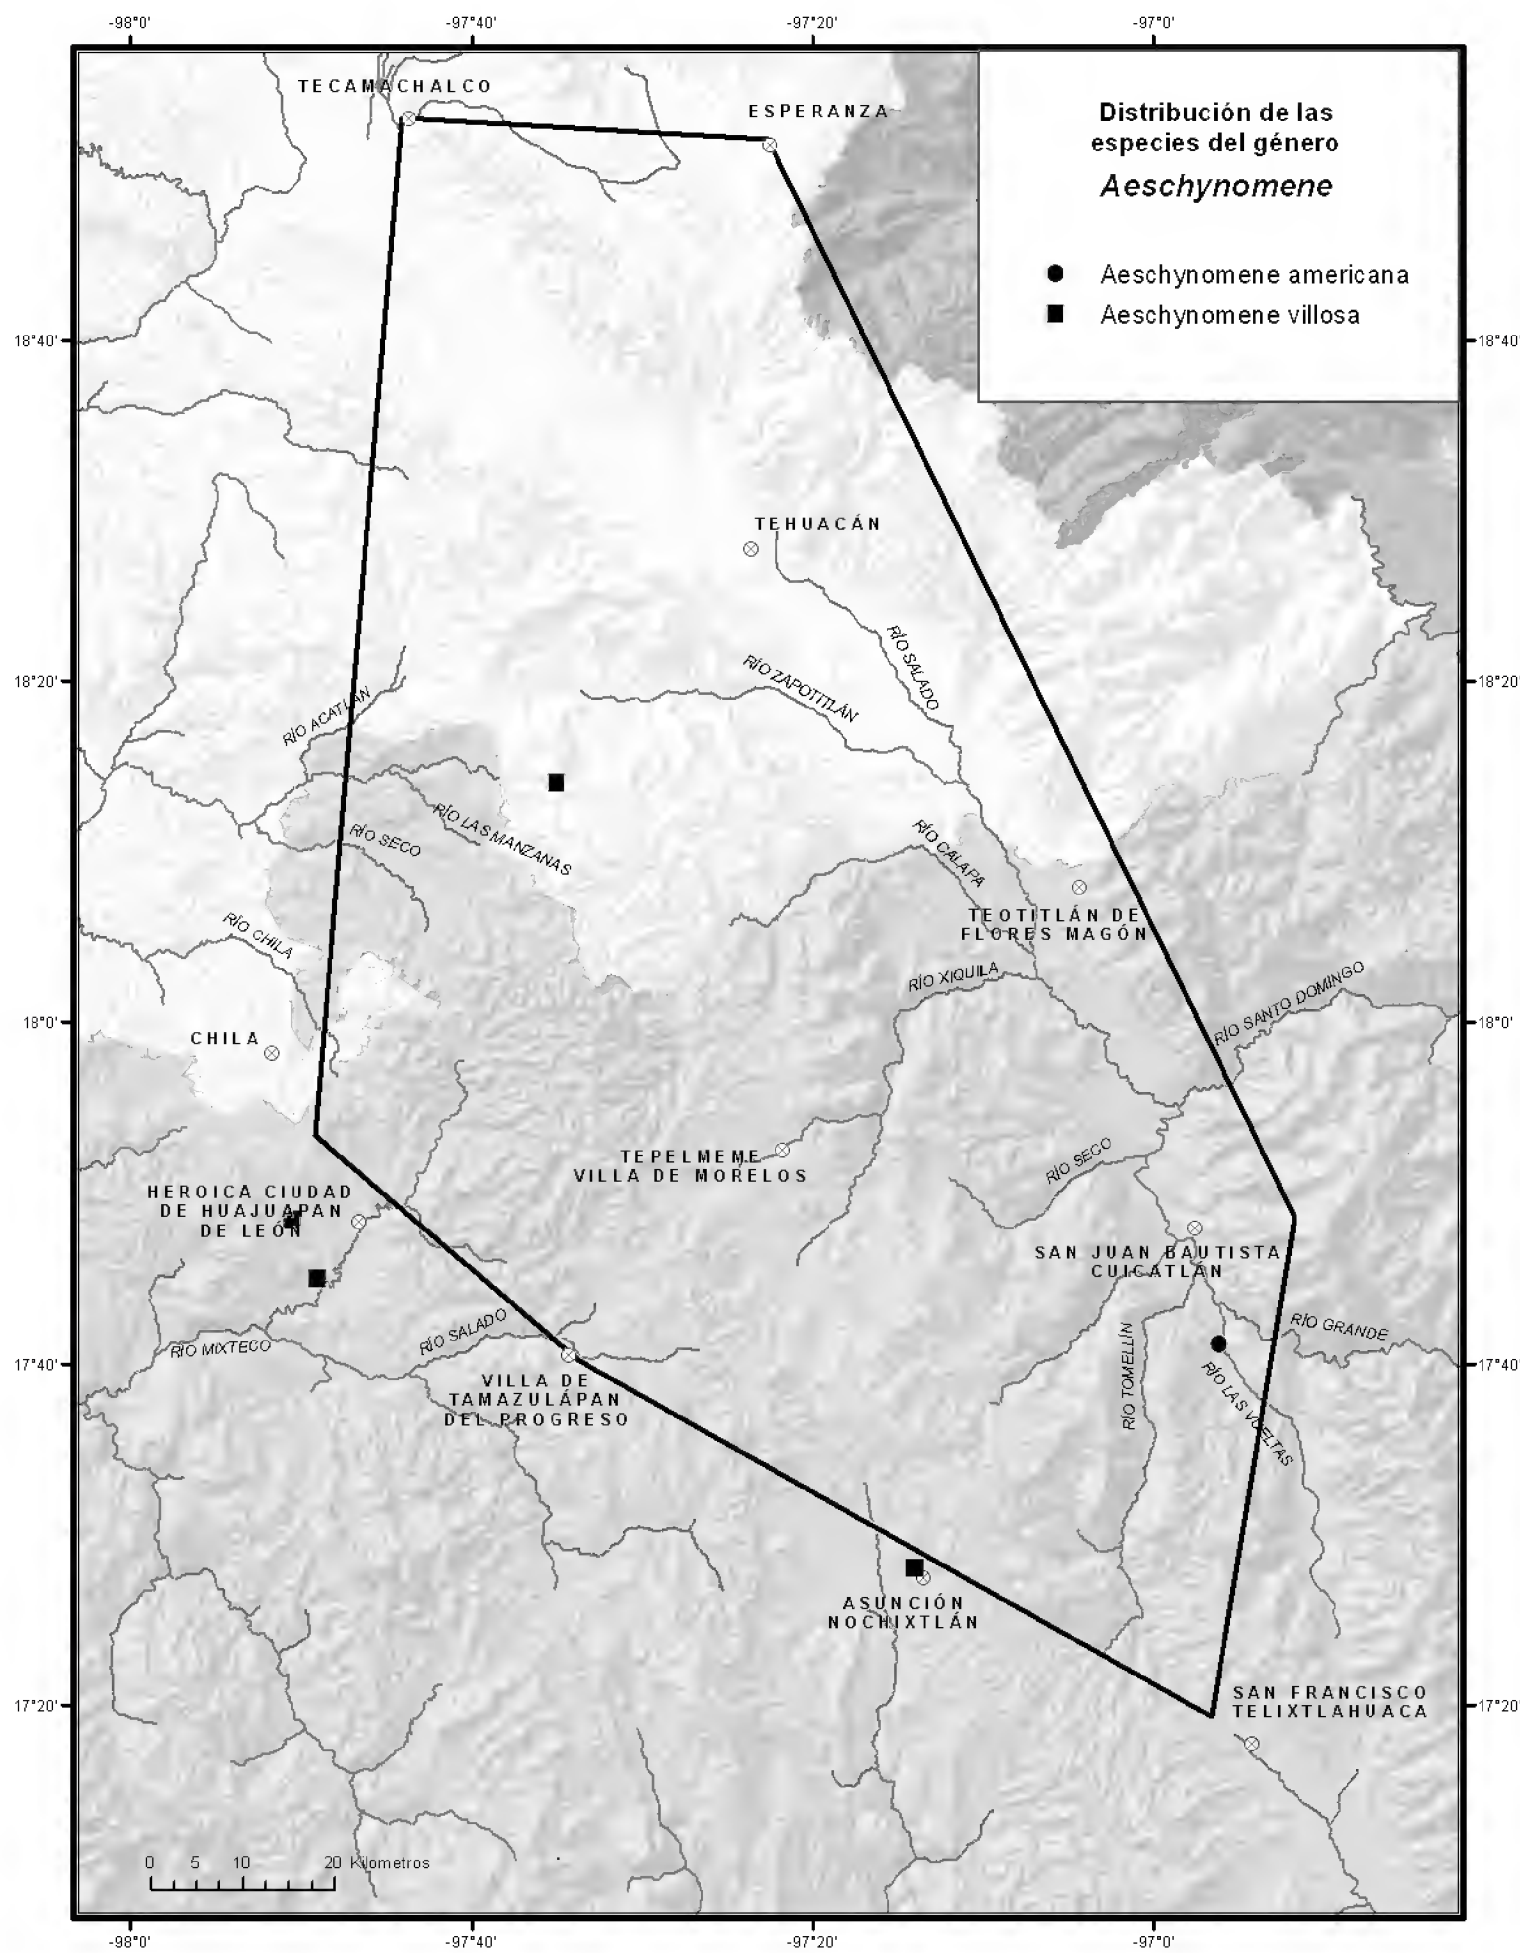 -98°0'
-97°40'
-97°20'
-97°0'
TECAMACHALCO
ESPERANZA
Distribución de las
especies del género
Aeschynomene
Aeschynomene americana
Aeschynomene villosa
18°40'
18°40'
TEHUACÁN
RÍO SALADO
RÍO ZAPOTITLÁN
18°20'
18°20'
RÍO ACATLÁN
RÍO LAS MANZANAS
RÍO SECO
RÍO CALAPA
TEOTITLÁN DE
FLORES MAGÓN
RÍO CHILA
RÍO XIQUILA
RÍO SANTO DOMINGO
18°0'
18°0'
CHILA
TEPELMEME
VILLA DE MORELOS
RÍO SECO
HEROICA CIUDAD
DE HUAJUAPAN
DE LEÓN
SAN JUAN BAUTISTA
CUICATLÁN
RÍO SALADO
RÍO MIXTECO
RÍO TOMELLÍN
RÍO GRANDE
17°40'
17°40'
RÍO LAS VUELTAS
VILLA DE
TAMAZULÁPAN
DEL PROGRESO
ASUNCIÓN
NOCHIXTLÁN
17°20'
17°20'
SAN FRANCISCO
TELIXTLAHUACA
0 5 10 20 Kilometros
-98°0'
-97°40'
-97°20'
-97°0'